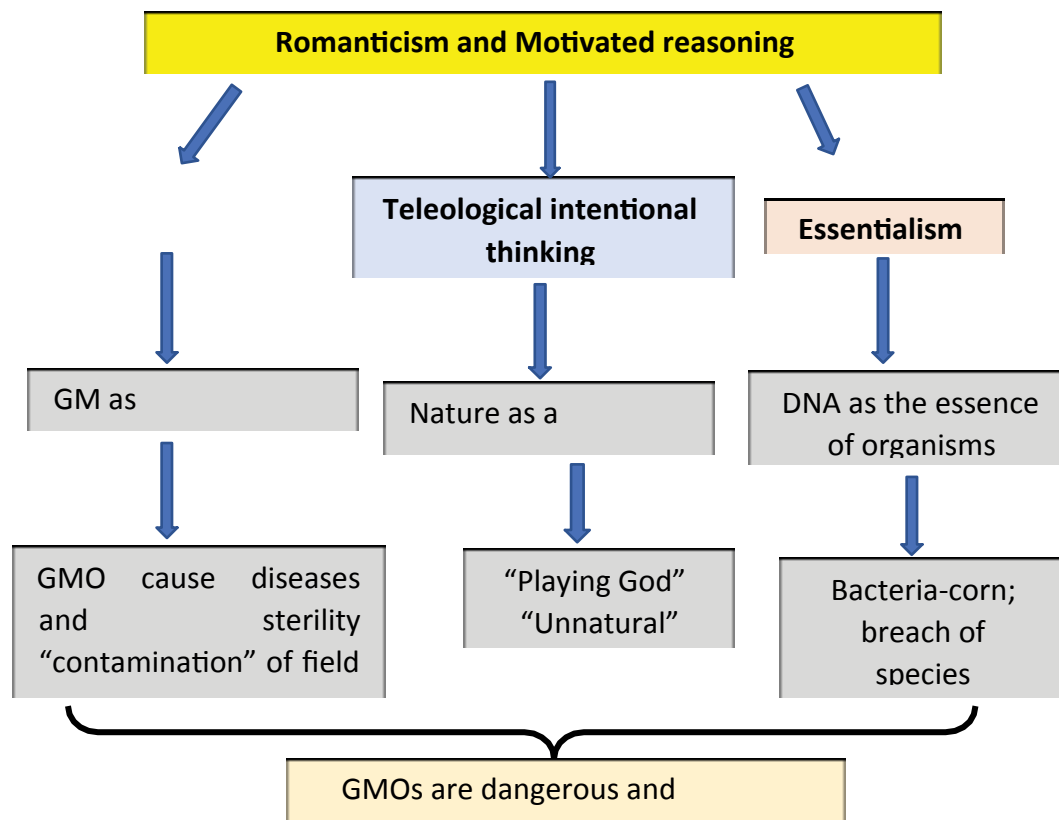 Romanticism and Motivated reasoning
Teleological intentional
thinking
Essentialism
GM as
Nature as a
DNA as the essence
of organisms
GMO cause diseases
and sterility
“contamination” of field
“Playing God”
“Unnatural”
Bacteria-corn;
breach of
species
GMOs are dangerous and